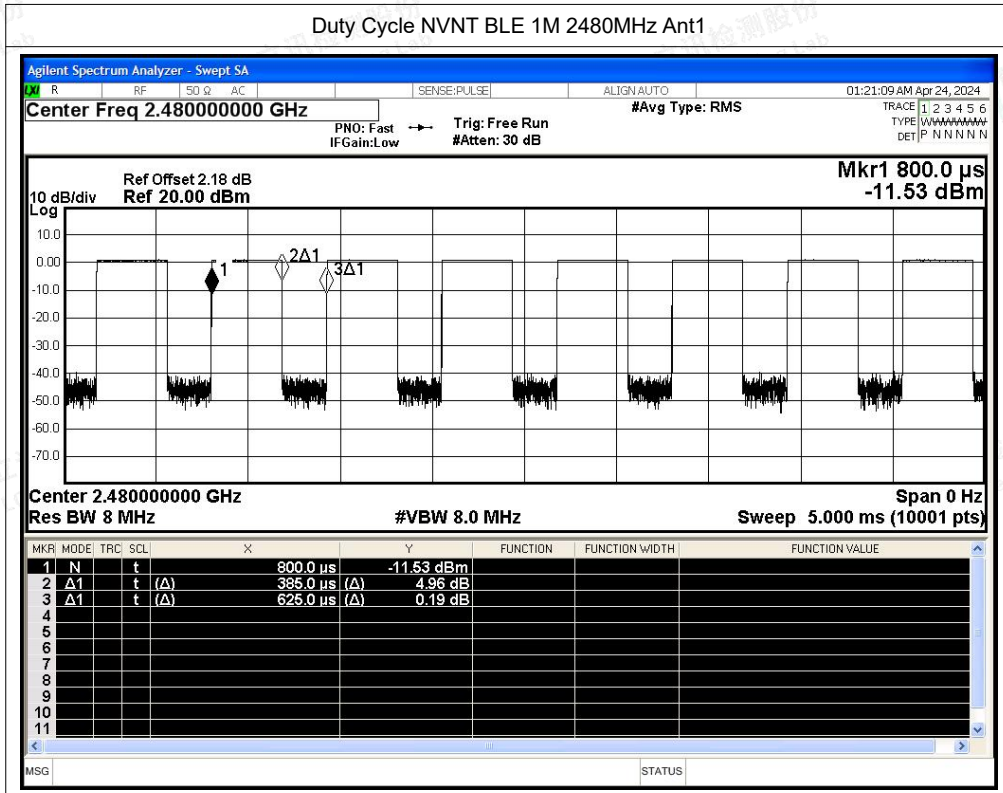 Duty Cycle NVNT BLE 1M 2480MHz Ant1
Agilent Spectrum Analyzer - Swept SA
LXI R RF 50 Ω AC SENSE:PULSE ALIGN AUTO 01:21:09 AM Apr 24, 2024
Center Freq 2.480000000 GHz #Avg Type: RMS TRACE 1 2 3 4 5 6
PNO: Fast Trig: Free Run TYPE WWWWWW
IFGain:Low #Atten: 30 dB DET P N N N N N
Mkr1 800.0 µs
Ref Offset 2.18 dB
10 dB/div Ref 20.00 dBm -11.53 dBm
Log
10.0
0.00
1 2Δ1 3Δ1
-10.0
-20.0
-30.0
-40.0
-50.0
-60.0
-70.0
Center 2.480000000 GHz Span 0 Hz
Res BW 8 MHz #VBW 8.0 MHz Sweep 5.000 ms (10001 pts)
MKR MODE TRC SCL X Y FUNCTION FUNCTION WIDTH FUNCTION VALUE
1 N t 800.0 µs -11.53 dBm
2 Δ1 t (Δ) 385.0 µs (Δ) 4.96 dB
3 Δ1 t (Δ) 625.0 µs (Δ) 0.19 dB
4
5
6
7
8
9
10
11
MSG STATUS